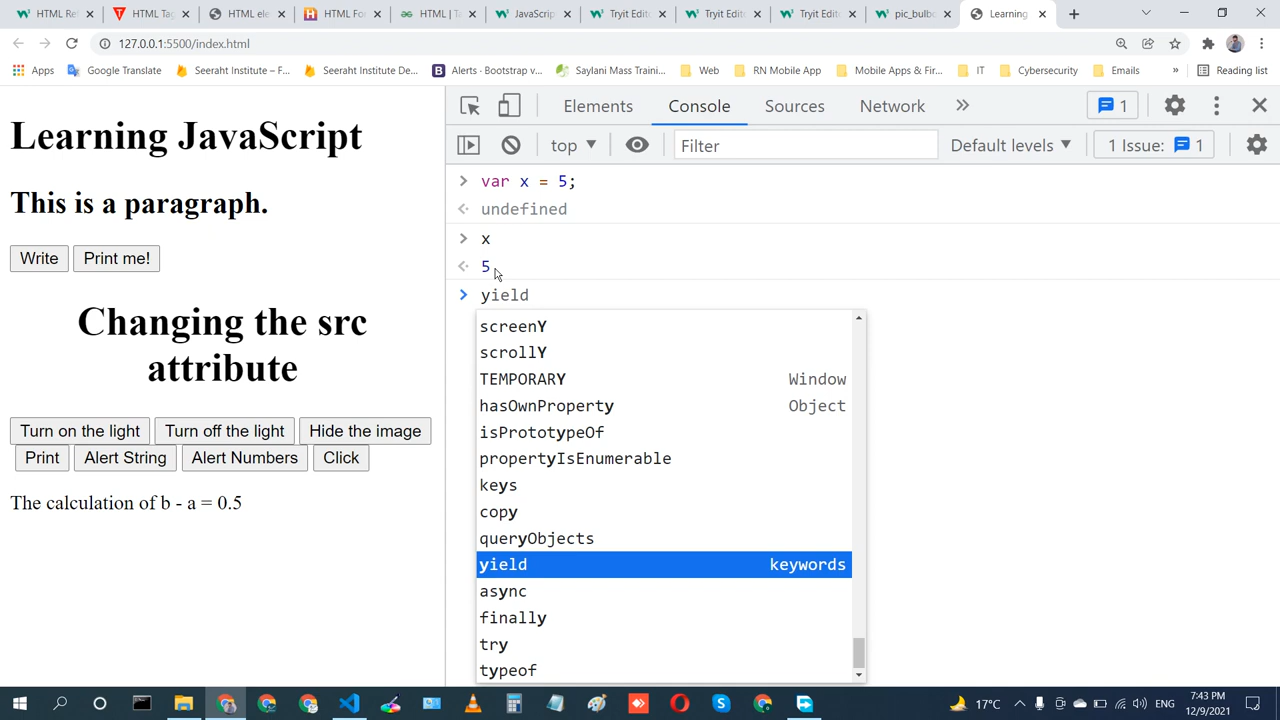 HTML Re
HTML Tag
HTML ele
HTML Fo
HTML | T
JavaScrip
Tryit Edit
Tryit Edit
Tryit Edit
pic_bulb
Learning
127.0.0.1:5500/index.html
Apps
Google Translate
Seeraht Institute – F...
Seeraht Institute De...
Alerts · Bootstrap v...
Saylani Mass Traini...
Web
RN Mobile App
Mobile Apps & Fir...
IT
Cybersecurity
Emails
»
Reading list
Learning JavaScript
This is a paragraph.
Write
Print me!
Changing the src
attribute
Turn on the light
Turn off the light
Hide the image
Print
Alert String
Alert Numbers
Click
The calculation of b - a = 0.5
Elements
Console
Sources
Network
»
1
top
Filter
Default levels
1 Issue:
1
var x = 5;
undefined
x
5
yield
screenY
scrollY
TEMPORARY Window
hasOwnProperty Object
isPrototypeOf
propertyIsEnumerable
keys
copy
queryObjects
yield keywords
async
finally
try
typeof
17°C
ENG
7:43 PM
12/9/2021